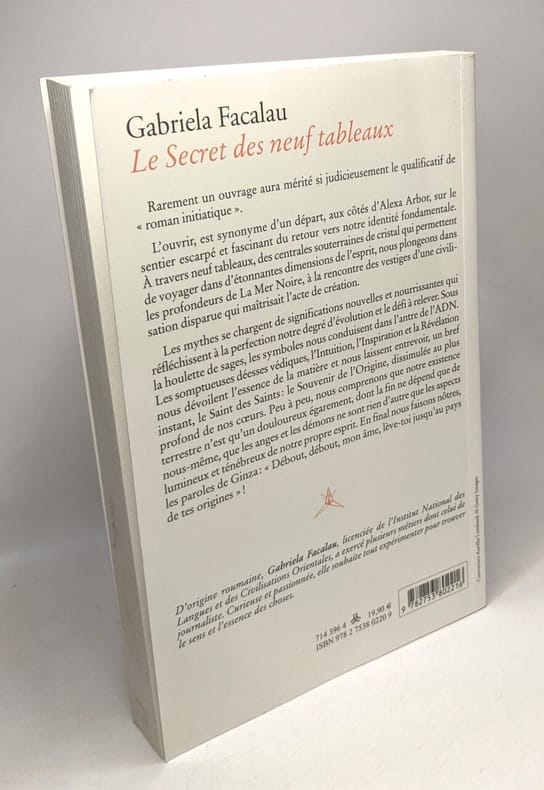 Gabriela Facalau
Le Secret des neuf tableaux
Rarement un ouvrage aura mérité si judicieusement le qualificatif de
« roman initiatique ».
L'ouvrir, est synonyme d'un départ, aux côtés d'Alexa Arbor, sur le
sentier escarpé et fascinant du retour vers notre identité fondamentale.
À travers neuf tableaux, des centrales souterraines de cristal qui permettent
de voyager dans d'étonnantes dimensions de l'esprit, nous plongeons dans
les profondeurs de La Mer Noire, à la rencontre des vestiges d'une civili-
sation disparue qui maîtrisait l'acte de création.
Les mythes se chargent de significations nouvelles et nourrissantes qui
réfléchissent à la perfection notre degré d'évolution et le défi à relever. Sous
la houlette de sages, les symboles nous conduisent dans l'antre de l'ADN.
Les somptueuses déesses védiques, l'Intuition, l'Inspiration et la Révélation
nous dévoilent l'essence de la matière et nous laissent entrevoir, un bref
instant, le Saint des Saints : le Souvenir de l'Origine, dissimulée au plus
profond de nos cœurs. Peu à peu, nous comprenons que notre existence
terrestre n'est qu'un douloureux égarement, dont la fin ne dépend que de
nous-même, que les anges et les démons ne sont rien d'autre que les aspects
lumineux et ténébreux de notre propre esprit. En final nous faisons nôtres,
les paroles de Ginza : « Débout, débout, mon âme, lève-toi jusqu'au pays
de tes origines » !
D'origine roumaine, Gabriela Facalau, licenciée de l'Institut National des
Langues et des Civilisations Orientales, a exercé plusieurs métiers dont celui de
journaliste. Curieuse et passionnée, elle souhaite tout expérimenter pour trouver
le sens et l'essence des choses.
714 396 4 19,90 €
ISBN 978 2 7538 0220 9
9 782753 802216
Couverture Aurélia Lombard. © Getty images